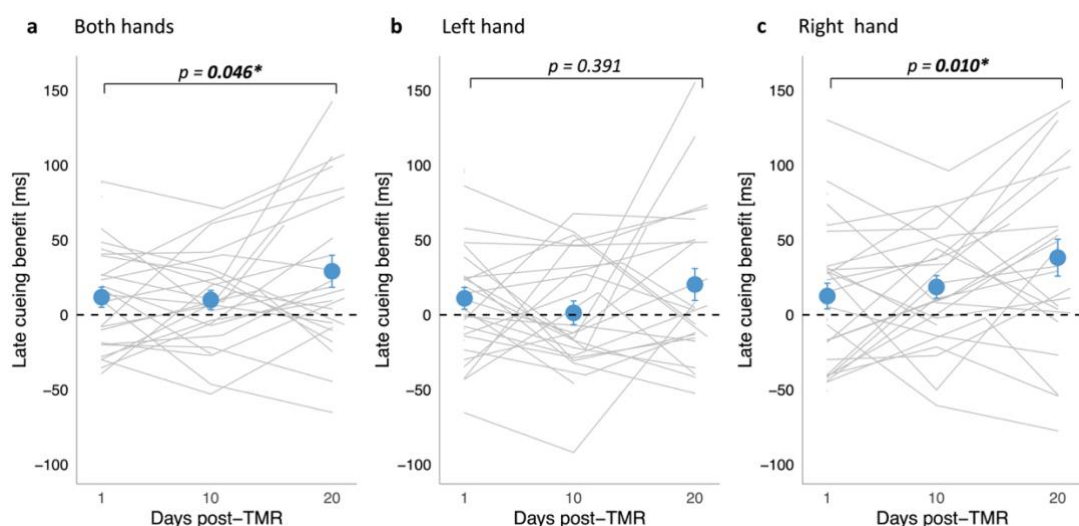 a Both hands
p = 0.046*
Late cueing benefit [ms]
150
100
50
0
−50
−100
1 10 20
Days post−TMR
b Left hand
p = 0.391
Late cueing benefit [ms]
150
100
50
0
−50
−100
1 10 20
Days post−TMR
c Right hand
p = 0.010*
Late cueing benefit [ms]
150
100
50
0
−50
−100
1 10 20
Days post−TMR